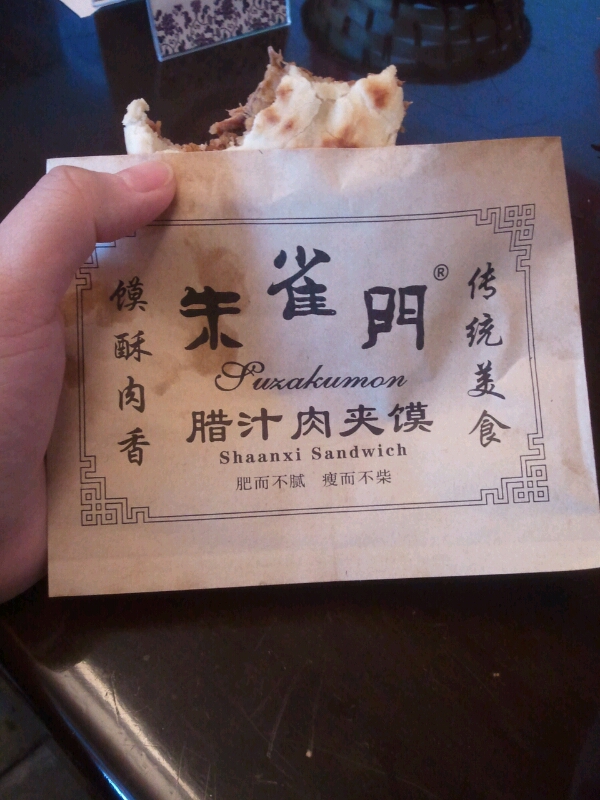 朱雀門®
Suzakumon
腊汁肉夹馍
Shaanxi Sandwich
肥而不腻 瘦而不柴
传统美食
馍酥肉香